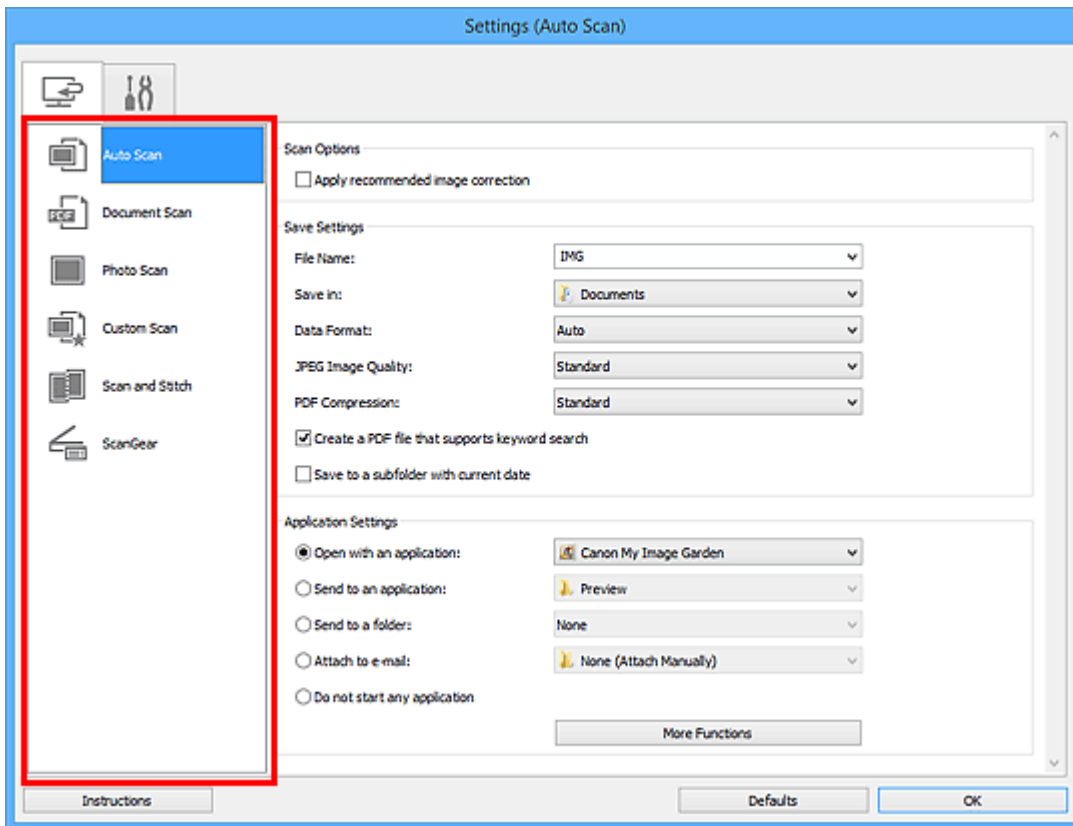 Settings (Auto Scan)
Auto Scan
Document Scan
Photo Scan
Custom Scan
Scan and Stitch
ScanGear
Scan Options
Apply recommended image correction
Save Settings
File Name: IMG
Save in: Documents
Data Format: Auto
JPEG Image Quality: Standard
PDF Compression: Standard
Create a PDF file that supports keyword search
Save to a subfolder with current date
Application Settings
Open with an application: Canon My Image Garden
Send to an application: Preview
Send to a folder: None
Attach to e-mail: None (Attach Manually)
Do not start any application
More Functions
Instructions Defaults OK